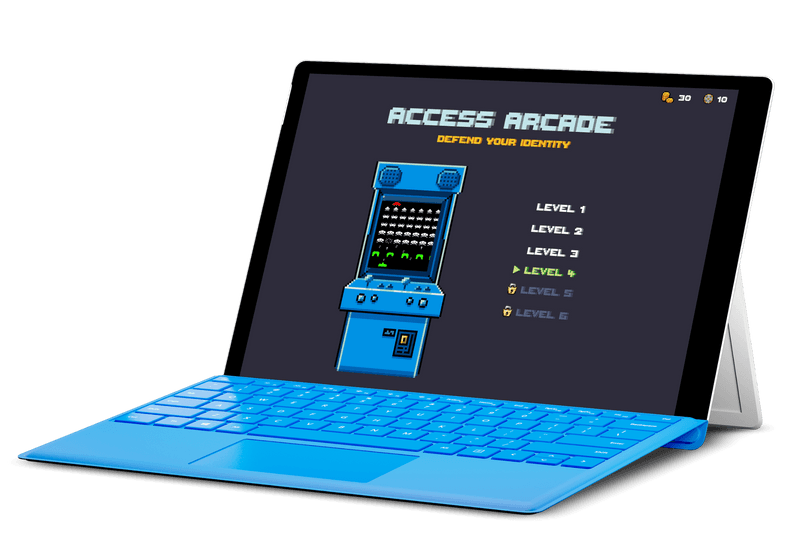 30 10
ACCESS ARCADE
DEFEND YOUR IDENTITY
LEVEL 1
LEVEL 2
LEVEL 3
LEVEL 4
LEVEL 5
LEVEL 6